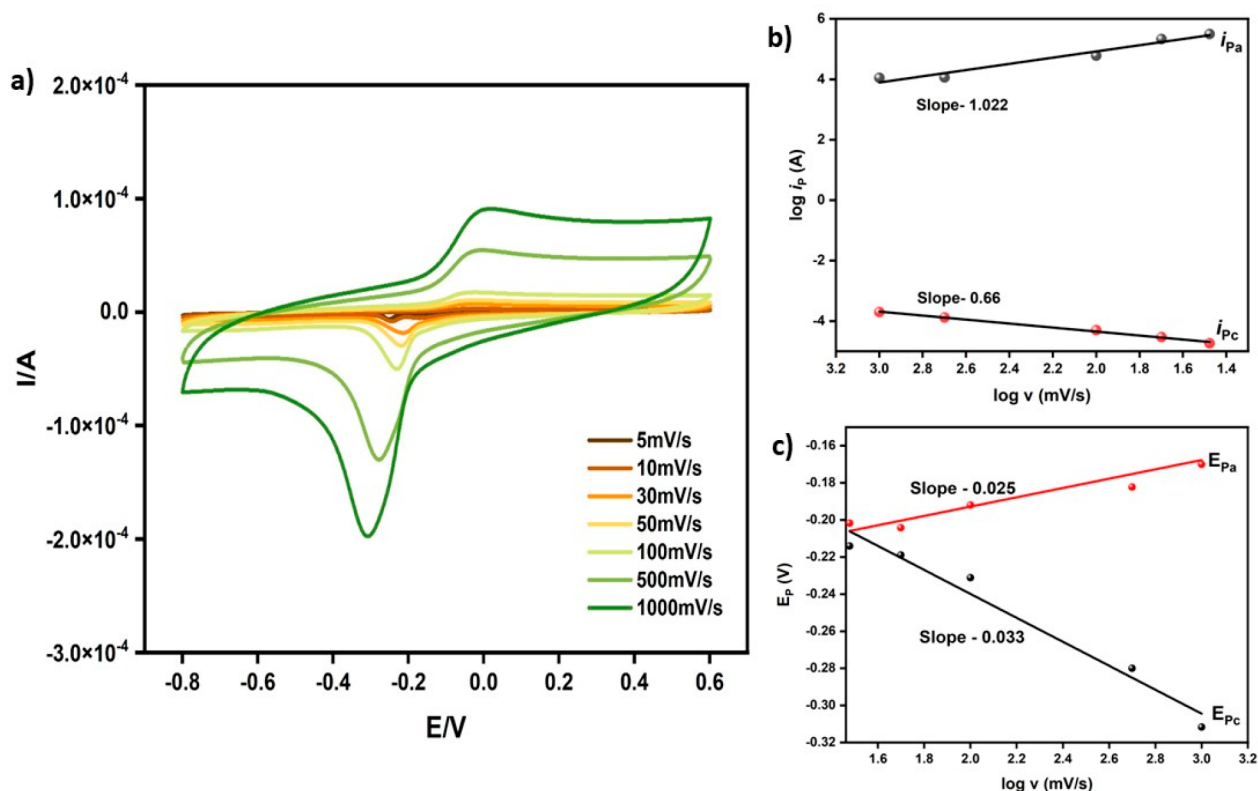 a)
2.0×10⁻⁴
1.0×10⁻⁴
0.0
-1.0×10⁻⁴
-2.0×10⁻⁴
-3.0×10⁻⁴
I/A
-0.8 -0.6 -0.4 -0.2 0.0 0.2 0.4 0.6
E/V
5mV/s
10mV/s
30mV/s
50mV/s
100mV/s
500mV/s
1000mV/s
b)
6
4
2
0
-2
-4
log iₚ (A)
iPa
Slope- 1.022
Slope- 0.66
iPc
3.2 3.0 2.8 2.6 2.4 2.2 2.0 1.8 1.6 1.4
log v (mV/s)
c)
-0.16
-0.18
-0.20
-0.22
-0.24
-0.26
-0.28
-0.30
-0.32
EP (V)
EPa
Slope - 0.025
Slope - 0.033
EPc
1.6 1.8 2.0 2.2 2.4 2.6 2.8 3.0 3.2
log v (mV/s)